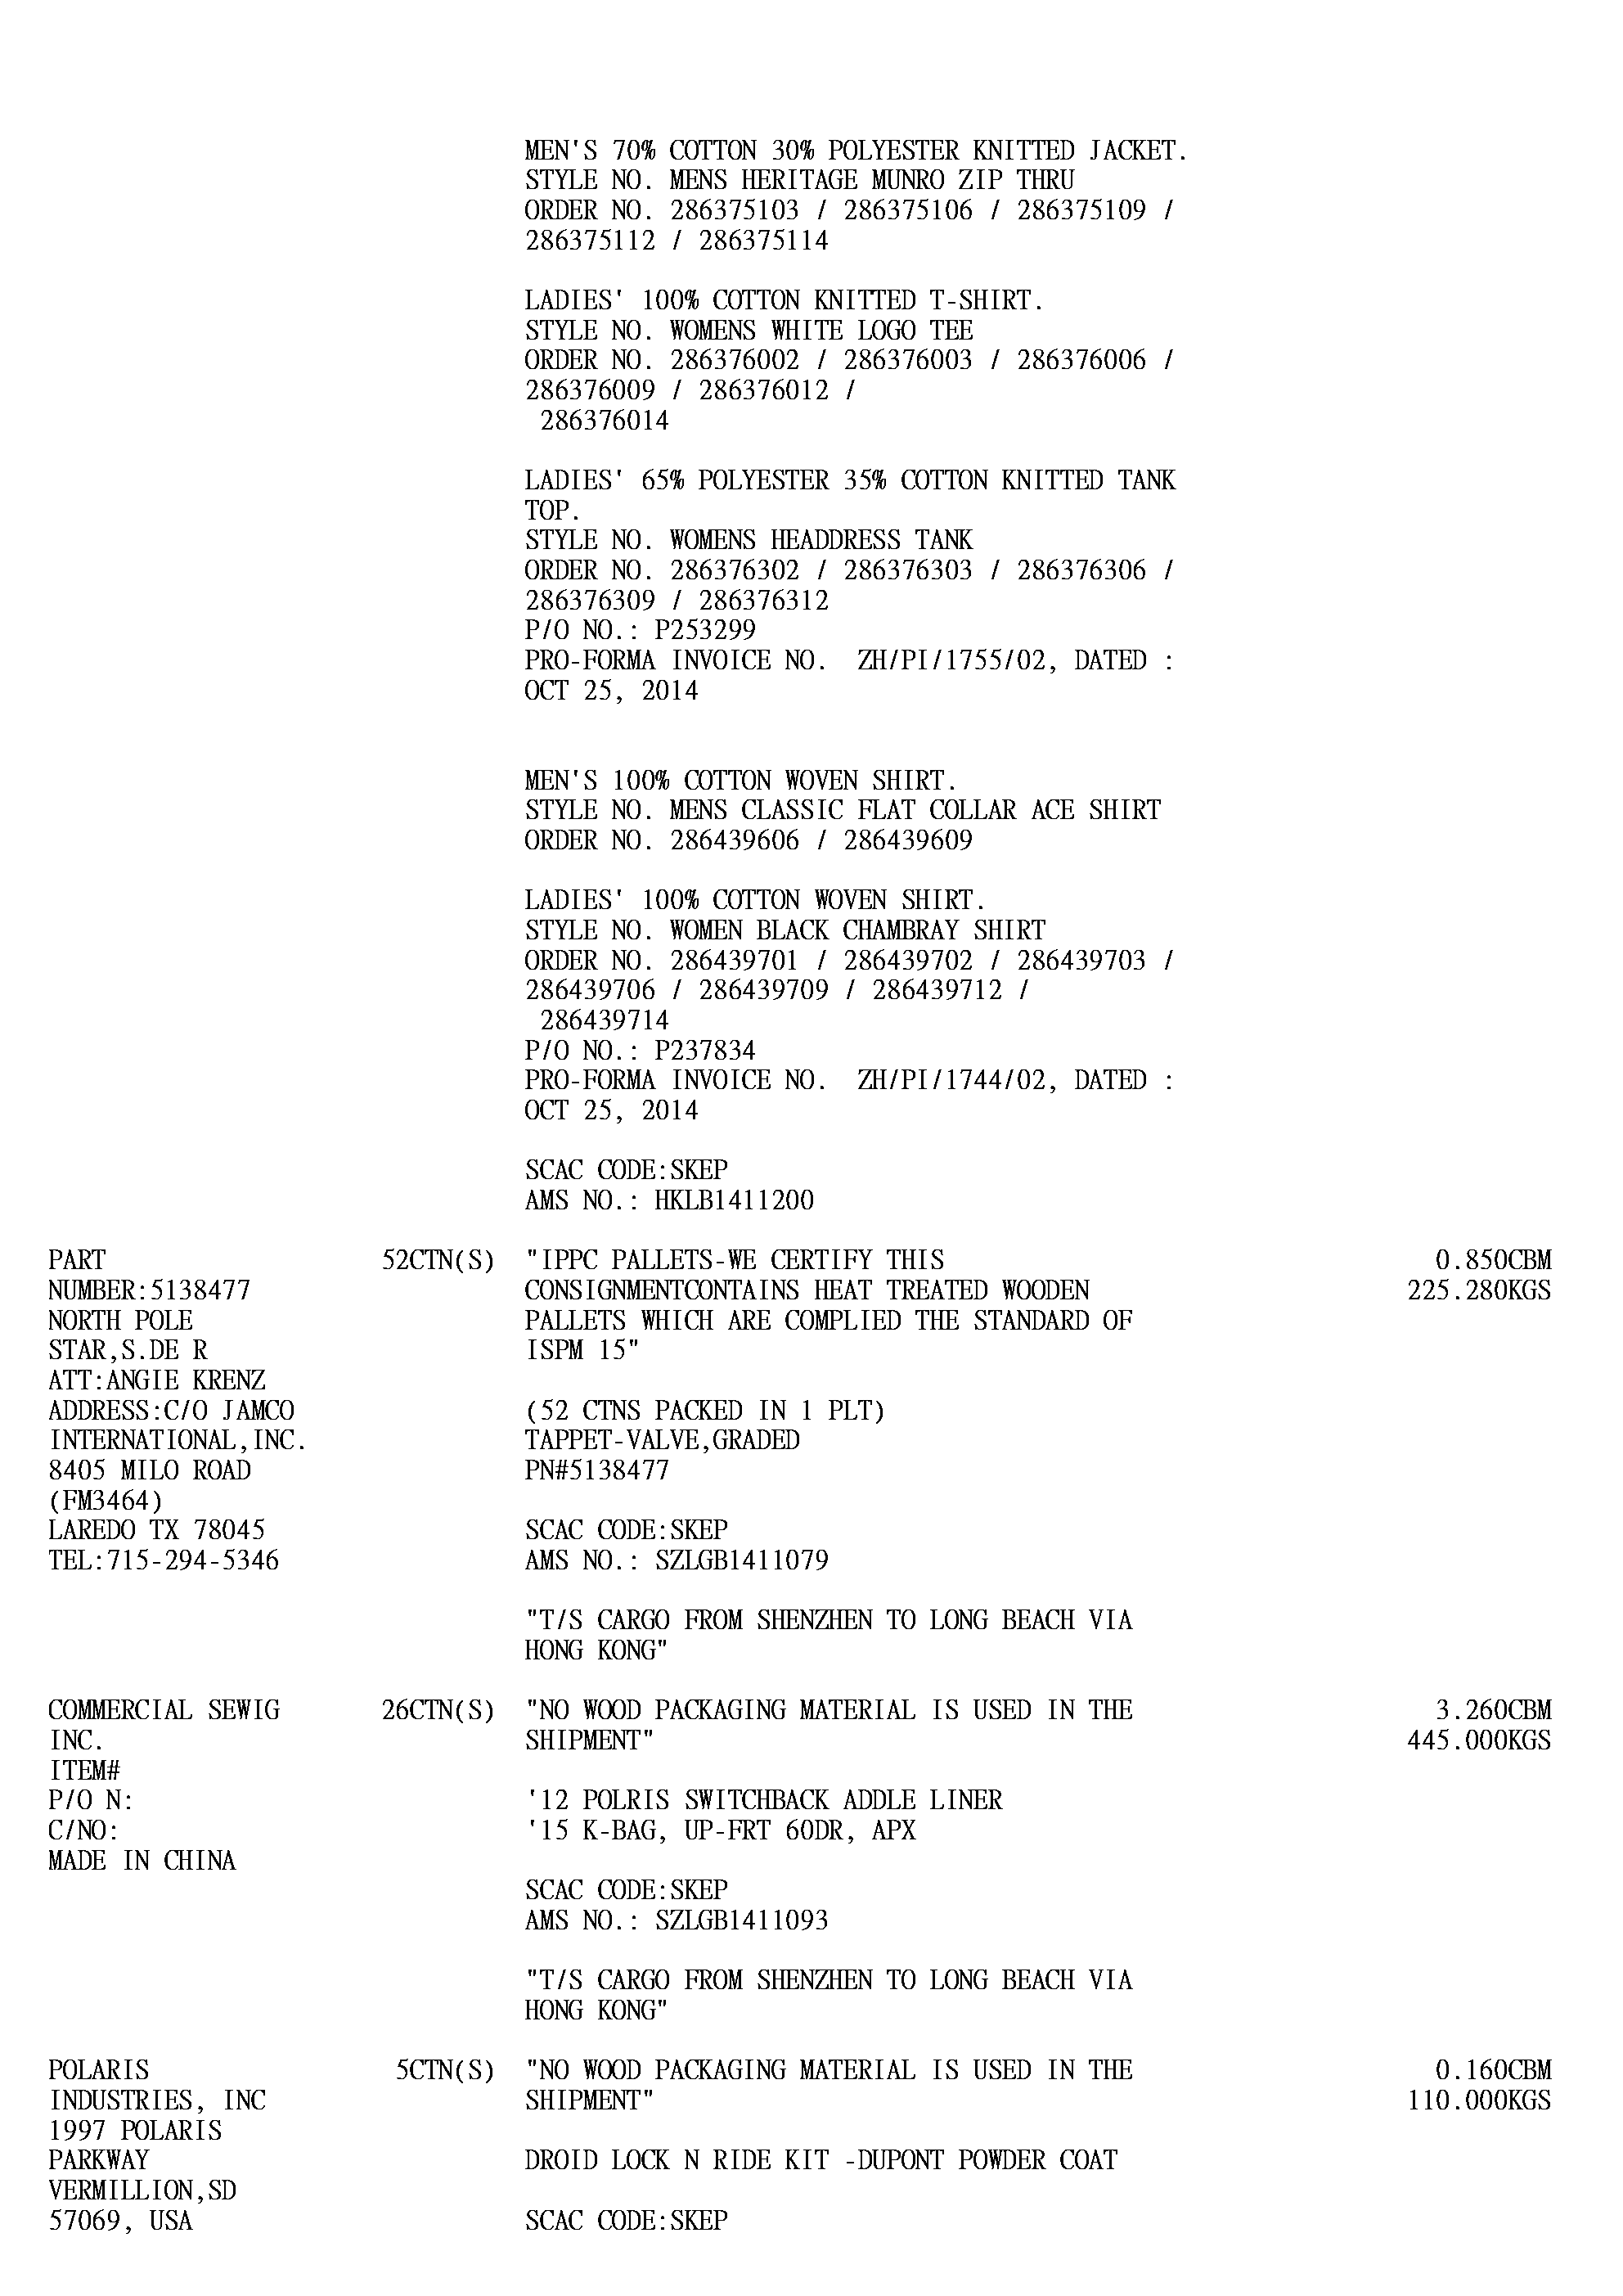 MEN'S 70% COTTON 30% POLYESTER KNITTED JACKET.
STYLE NO. MENS HERITAGE MUNRO ZIP THRU
ORDER NO. 286375103 / 286375106 / 286375109 /
286375112 / 286375114
LADIES' 100% COTTON KNITTED T-SHIRT.
STYLE NO. WOMENS WHITE LOGO TEE
ORDER NO. 286376002 / 286376003 / 286376006 /
286376009 / 286376012 /
286376014
LADIES' 65% POLYESTER 35% COTTON KNITTED TANK
TOP.
STYLE NO. WOMENS HEADDRESS TANK
ORDER NO. 286376302 / 286376303 / 286376306 /
286376309 / 286376312
P/O NO.: P253299
PRO-FORMA INVOICE NO.  ZH/PI/1755/02, DATED :
OCT 25, 2014
MEN'S 100% COTTON WOVEN SHIRT.
STYLE NO. MENS CLASSIC FLAT COLLAR ACE SHIRT
ORDER NO. 286439606 / 286439609
LADIES' 100% COTTON WOVEN SHIRT.
STYLE NO. WOMEN BLACK CHAMBRAY SHIRT
ORDER NO. 286439701 / 286439702 / 286439703 /
286439706 / 286439709 / 286439712 /
286439714
P/O NO.: P237834
PRO-FORMA INVOICE NO.  ZH/PI/1744/02, DATED :
OCT 25, 2014
SCAC CODE:SKEP
AMS NO.: HKLB1411200
PART 52CTN(S) "IPPC PALLETS-WE CERTIFY THIS 0.850CBM
NUMBER:5138477 CONSIGNMENTCONTAINS HEAT TREATED WOODEN 225.280KGS
NORTH POLE PALLETS WHICH ARE COMPLIED THE STANDARD OF
STAR,S.DE R ISPM 15"
ATT:ANGIE KRENZ
ADDRESS:C/O JAMCO (52 CTNS PACKED IN 1 PLT)
INTERNATIONAL,INC. TAPPET-VALVE,GRADED
8405 MILO ROAD PN#5138477
(FM3464)
LAREDO TX 78045 SCAC CODE:SKEP
TEL:715-294-5346 AMS NO.: SZLGB1411079
"T/S CARGO FROM SHENZHEN TO LONG BEACH VIA
HONG KONG"
COMMERCIAL SEWIG 26CTN(S) "NO WOOD PACKAGING MATERIAL IS USED IN THE 3.260CBM
INC. SHIPMENT" 445.000KGS
ITEM#
P/O N: '12 POLRIS SWITCHBACK ADDLE LINER
C/NO: '15 K-BAG, UP-FRT 60DR, APX
MADE IN CHINA
SCAC CODE:SKEP
AMS NO.: SZLGB1411093
"T/S CARGO FROM SHENZHEN TO LONG BEACH VIA
HONG KONG"
POLARIS 5CTN(S) "NO WOOD PACKAGING MATERIAL IS USED IN THE 0.160CBM
INDUSTRIES, INC SHIPMENT" 110.000KGS
1997 POLARIS
PARKWAY DROID LOCK N RIDE KIT -DUPONT POWDER COAT
VERMILLION,SD
57069, USA SCAC CODE:SKEP